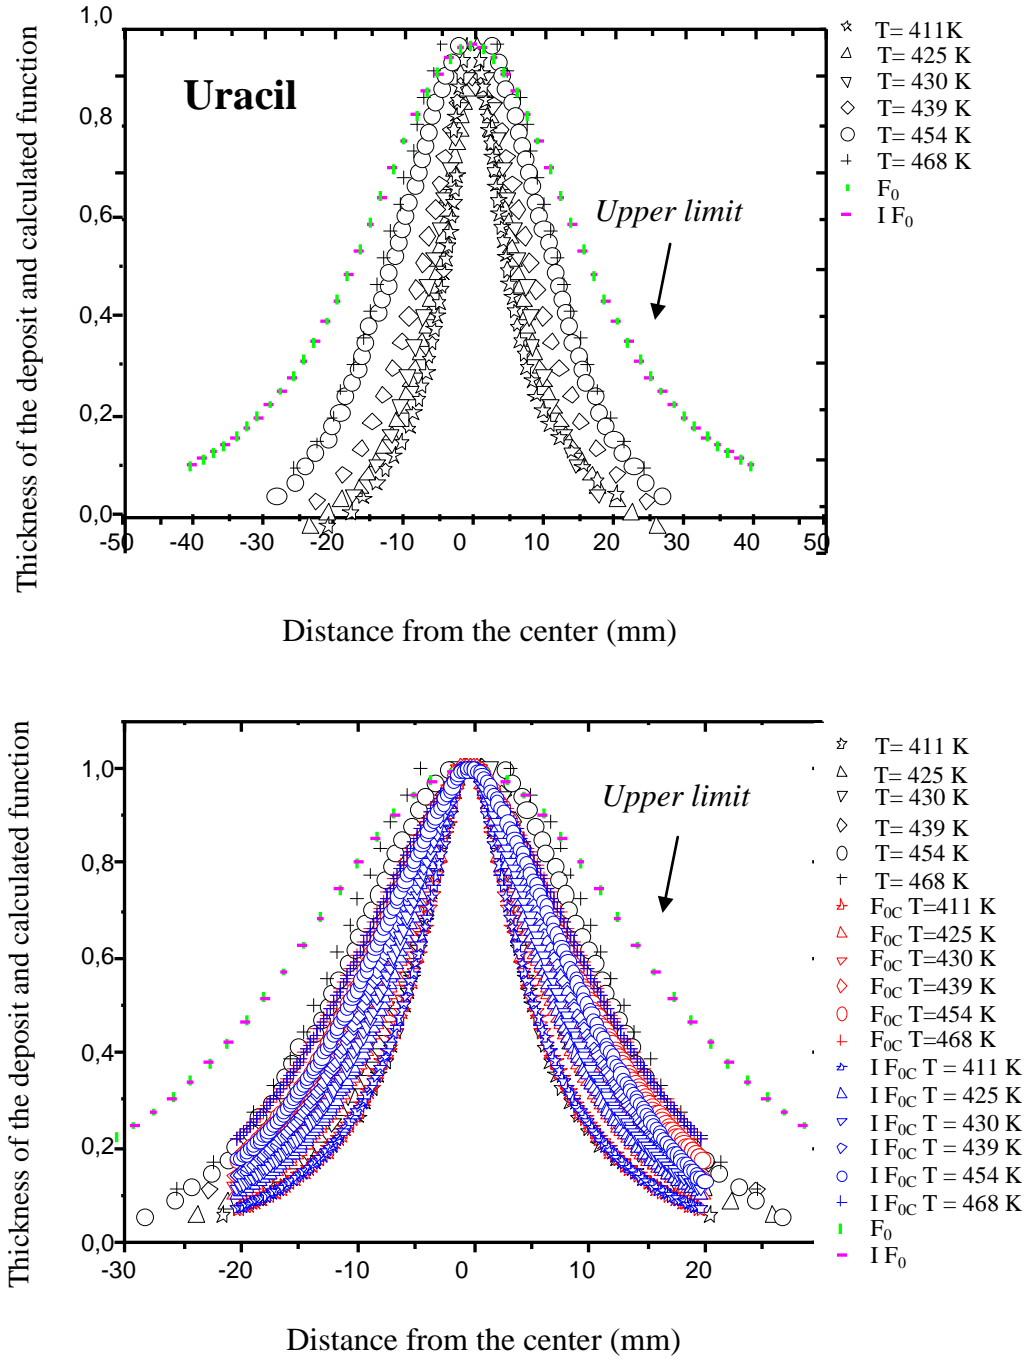 1,0
0,8
0,6
0,4
0,2
0,0
Thickness of the deposit and calculated function
Uracil
Upper limit
T= 411K
T= 425 K
T= 430 K
T= 439 K
T= 454 K
T= 468 K
F0
I F0
-50 -40 -30 -20 -10 0 10 20 30 40 50
Distance from the center (mm)
1,0
0,8
0,6
0,4
0,2
0,0
Thickness of the deposit and calculated function
Upper limit
T= 411 K
T= 425 K
T= 430 K
T= 439 K
T= 454 K
T= 468 K
F0C T=411 K
F0C T=425 K
F0C T=430 K
F0C T=439 K
F0C T=454 K
F0C T=468 K
I F0C T = 411 K
I F0C T = 425 K
I F0C T = 430 K
I F0C T = 439 K
I F0C T = 454 K
I F0C T = 468 K
F0
I F0
-30 -20 -10 0 10 20
Distance from the center (mm)